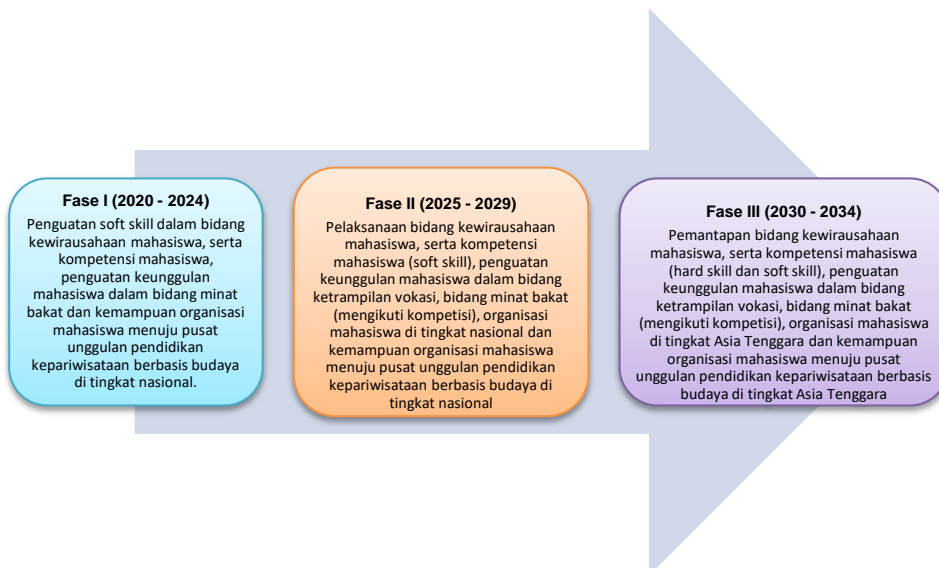 Fase I (2020 - 2024)
Penguatan soft skill dalam bidang
kewirausahaan mahasiswa, serta
kompetensi mahasiswa,
penguatan keunggulan
mahasiswa dalam bidang minat
bakat dan kemampuan organisasi
mahasiswa menuju pusat
unggulan pendidikan
kepariwisataan berbasis budaya
di tingkat nasional.
Fase II (2025 - 2029)
Pelaksanaan bidang kewirausahaan
mahasiswa, serta kompetensi
mahasiswa (soft skill), penguatan
keunggulan mahasiswa dalam bidang
ketrampilan vokasi, bidang minat bakat
(mengikuti kompetisi), organisasi
mahasiswa di tingkat nasional dan
kemampuan organisasi mahasiswa
menuju pusat unggulan pendidikan
kepariwisataan berbasis budaya di
tingkat nasional
Fase III (2030 - 2034)
Pemantapan bidang kewirausahaan
mahasiswa, serta kompetensi mahasiswa
(hard skill dan soft skill), penguatan
keunggulan mahasiswa dalam bidang
ketrampilan vokasi, bidang minat bakat
(mengikuti kompetisi), organisasi mahasiswa
di tingkat Asia Tenggara dan kemampuan
organisasi mahasiswa menuju pusat
unggulan pendidikan kepariwisataan berbasis
budaya di tingkat Asia Tenggara